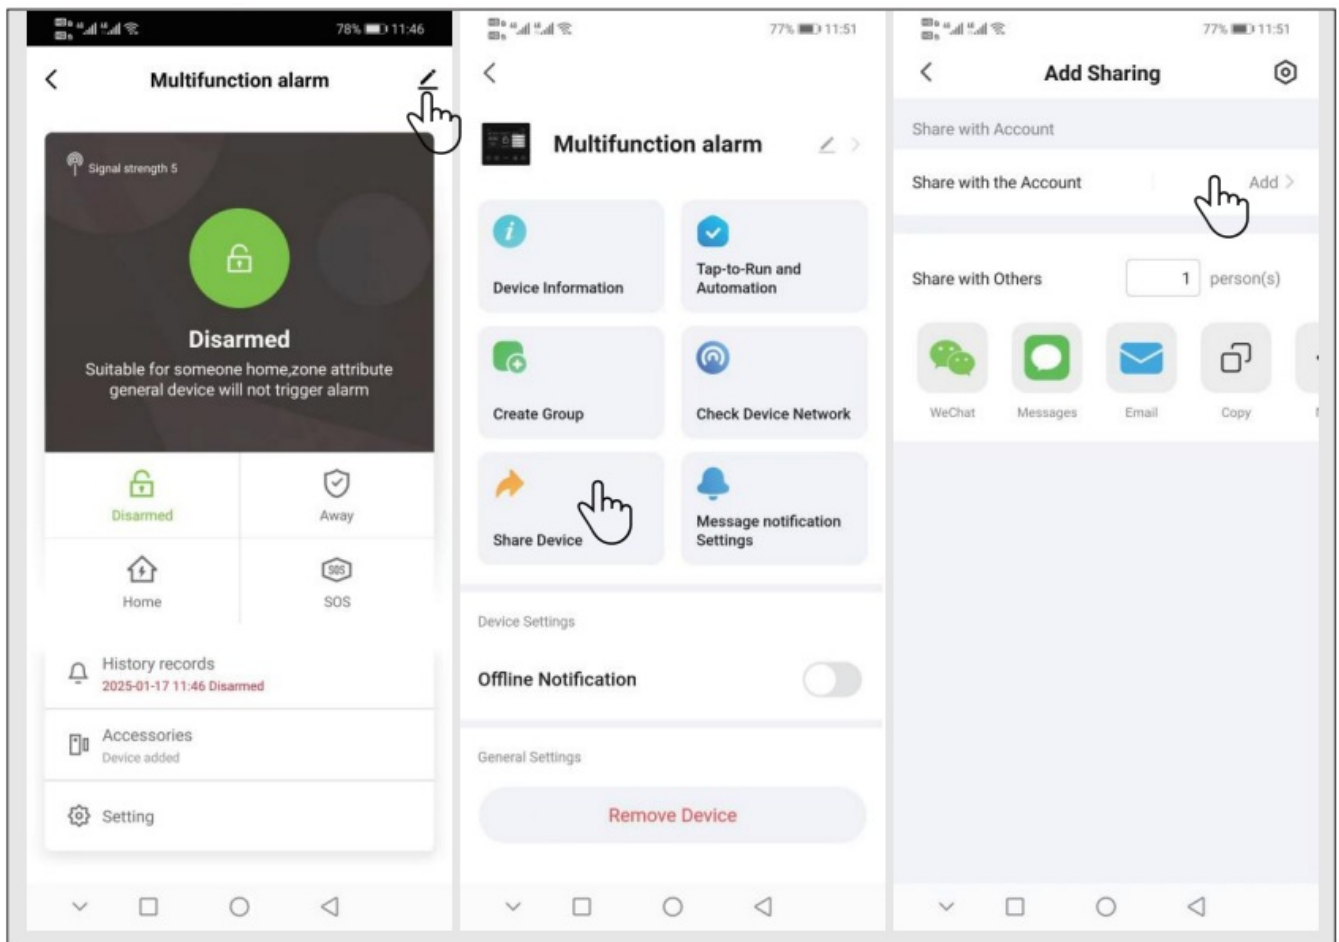 78% 11:46
Multifunction alarm
Signal strength 5
Disarmed
Suitable for someone home,zone attribute
general device will not trigger alarm
Disarmed
Away
Home
SOS
SOS
History records
2025-01-17 11:46 Disarmed
Accessories
Device added
Setting
77% 11:51
Multifunction alarm
Device Information
Tap-to-Run and
Automation
Create Group
Check Device Network
Share Device
Message notification
Settings
Device Settings
Offline Notification
General Settings
Remove Device
77% 11:51
Add Sharing
Share with Account
Share with the Account
Add
Share with Others
1 person(s)
WeChat
Messages
Email
Copy